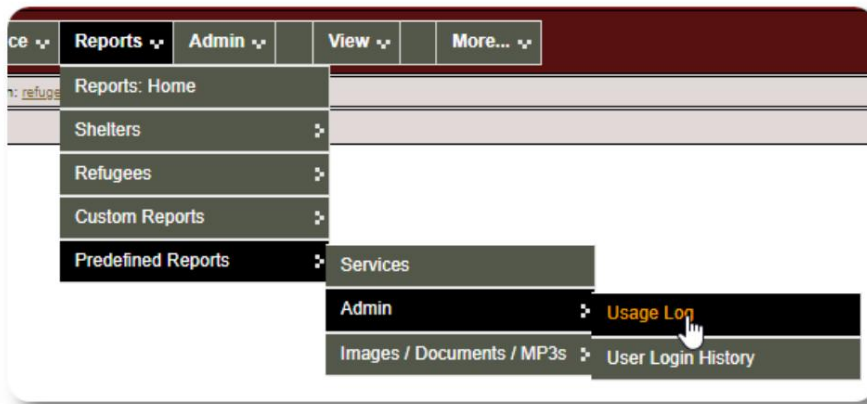 ce Reports Admin View More...
n: refuge
Reports: Home
Shelters
Refugees
Custom Reports
Predefined Reports
Services
Admin
Usage Log
Images / Documents / MP3s
User Login History